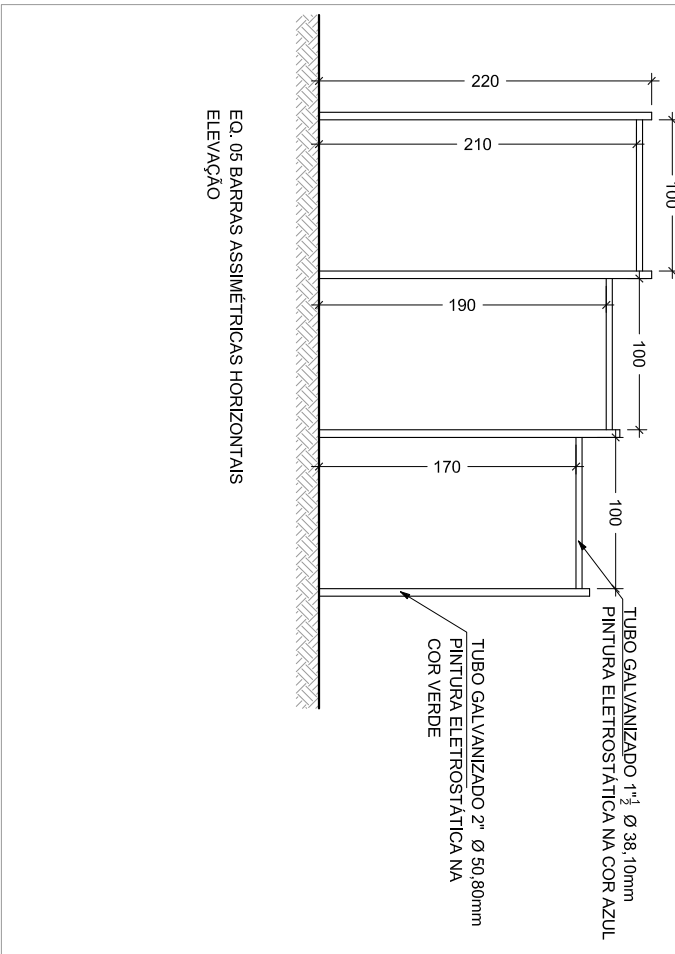 220
210
100
190
100
170
100
TUBO GALVANIZADO 1"½ Ø 38,10mm
PINTURA ELETROSTÁTICA NA COR AZUL
TUBO GALVANIZADO 2" Ø 50,80mm
PINTURA ELETROSTÁTICA NA
COR VERDE
EQ. 05 BARRAS ASSIMÉTRICAS HORIZONTAIS
ELEVAÇÃO